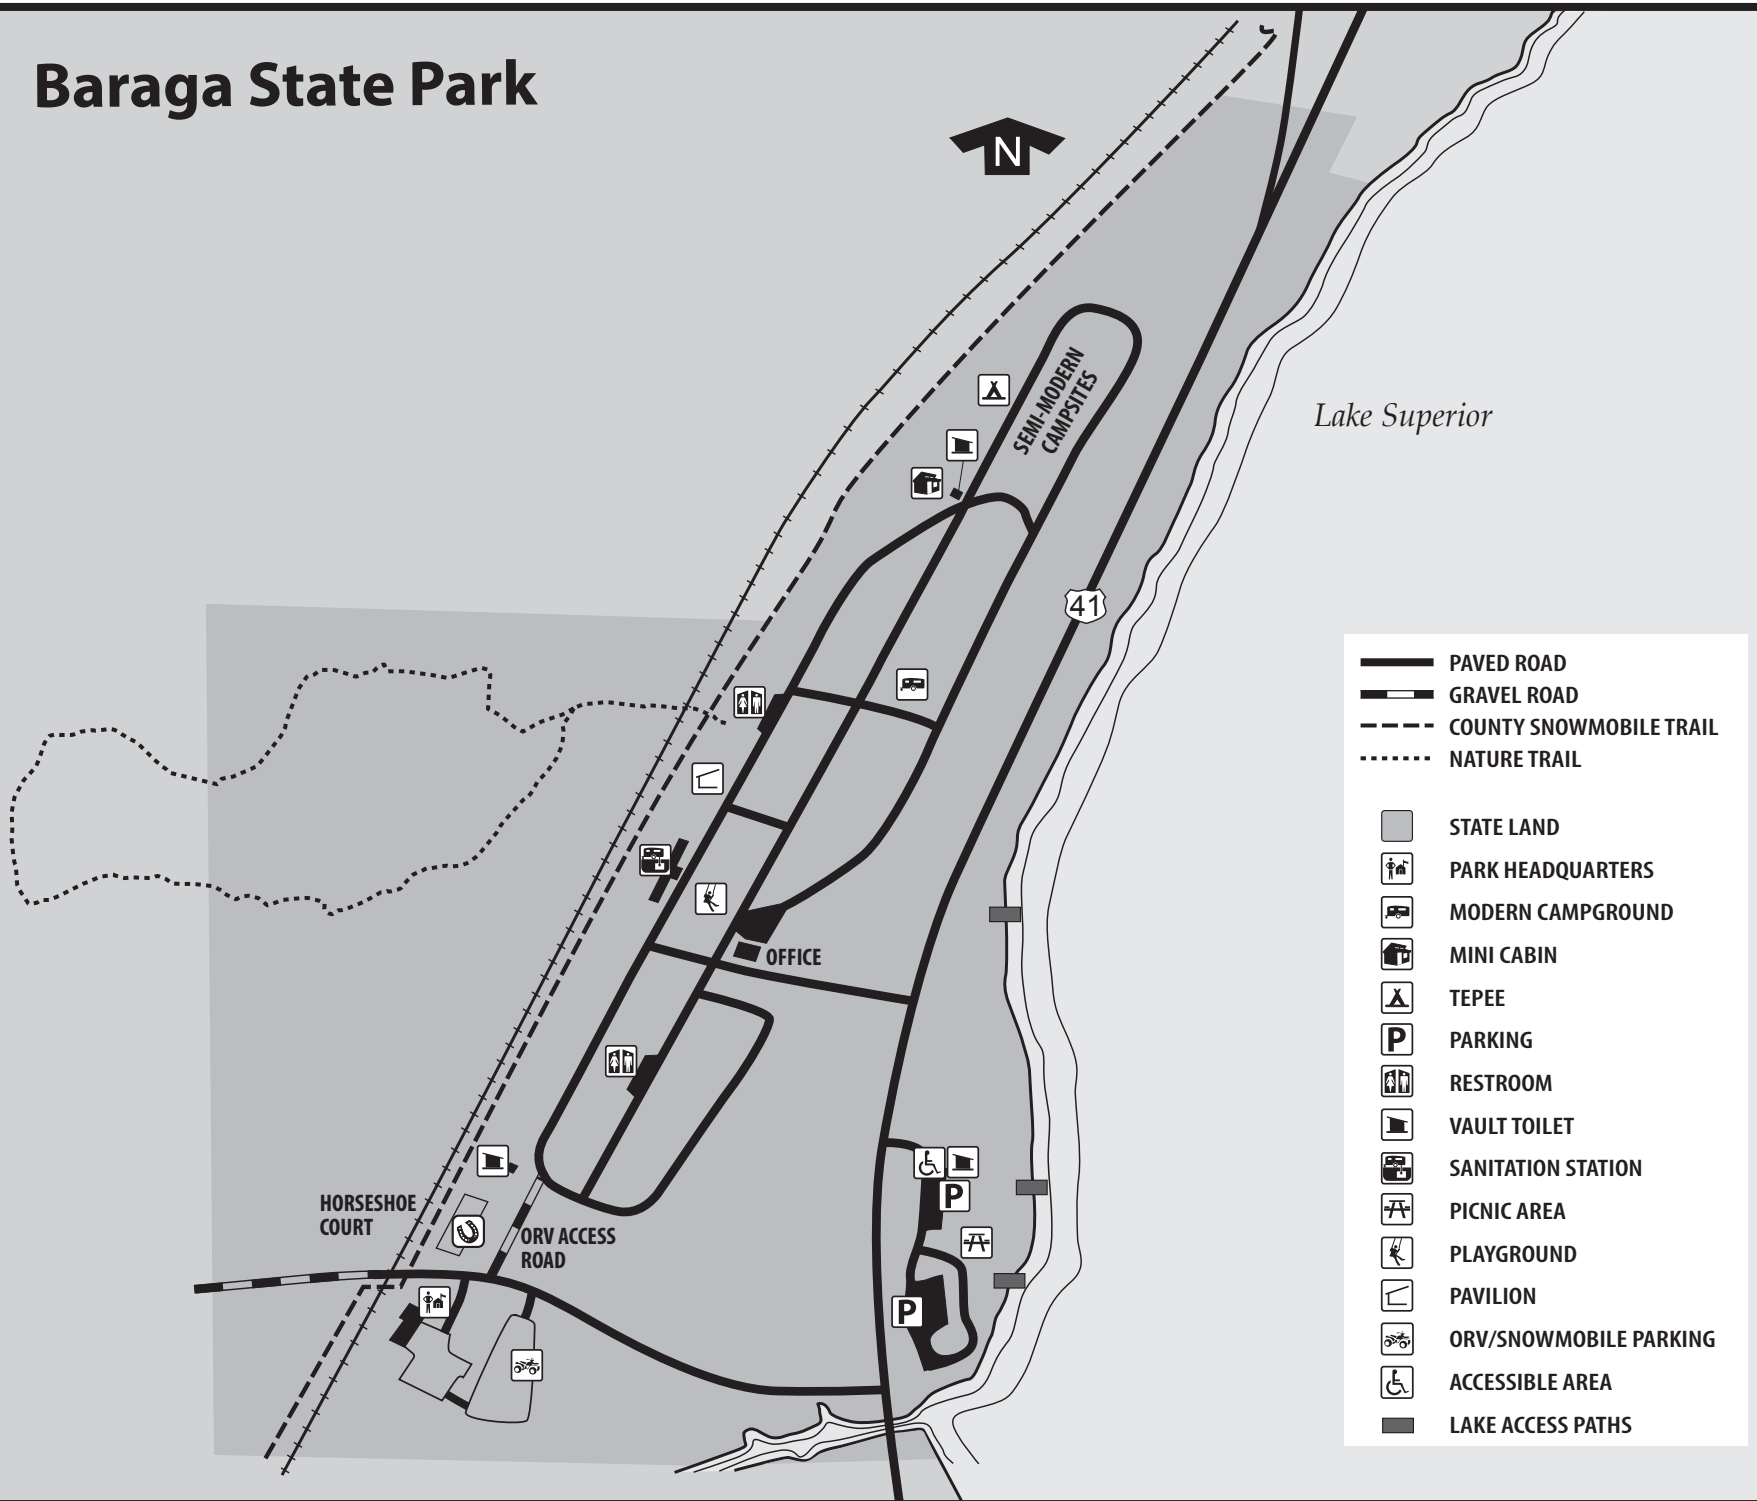 Baraga State Park
N
SEMI-MODERN
CAMPSITES
Lake Superior
41
OFFICE
HORSESHOE
COURT
ORV ACCESS
ROAD
P
P
PAVED ROAD
GRAVEL ROAD
COUNTY SNOWMOBILE TRAIL
NATURE TRAIL
STATE LAND
PARK HEADQUARTERS
MODERN CAMPGROUND
MINI CABIN
TEPEE
P PARKING
RESTROOM
VAULT TOILET
SANITATION STATION
PICNIC AREA
PLAYGROUND
PAVILION
ORV/SNOWMOBILE PARKING
ACCESSIBLE AREA
LAKE ACCESS PATHS